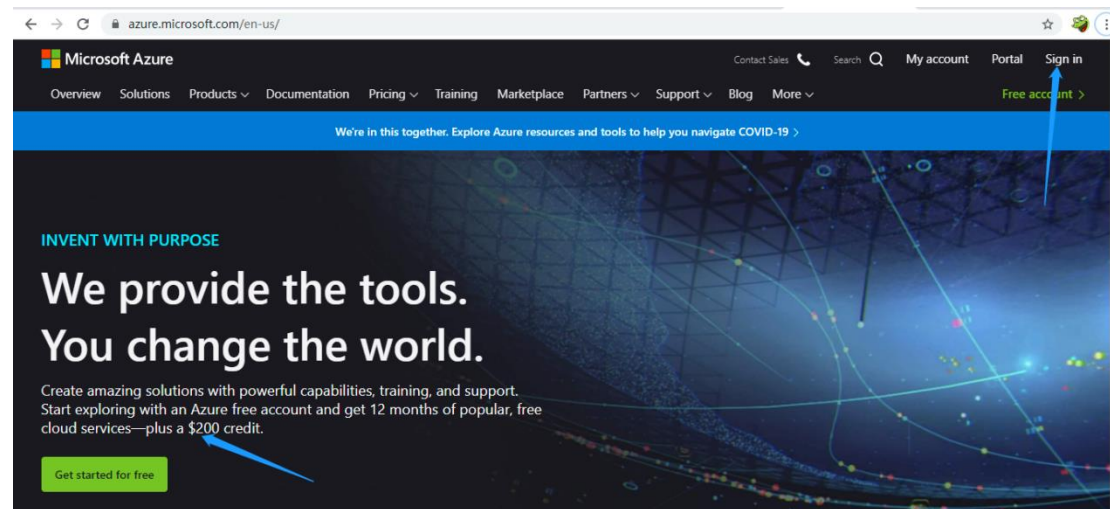 azure.microsoft.com/en-us/
Microsoft Azure
Contact Sales Search My account Portal Sign in
Overview Solutions Products Documentation Pricing Training Marketplace Partners Support Blog More Free account >
We're in this together. Explore Azure resources and tools to help you navigate COVID-19 >
INVENT WITH PURPOSE
We provide the tools.
You change the world.
Create amazing solutions with powerful capabilities, training, and support.
Start exploring with an Azure free account and get 12 months of popular, free
cloud services—plus a $200 credit.
Get started for free